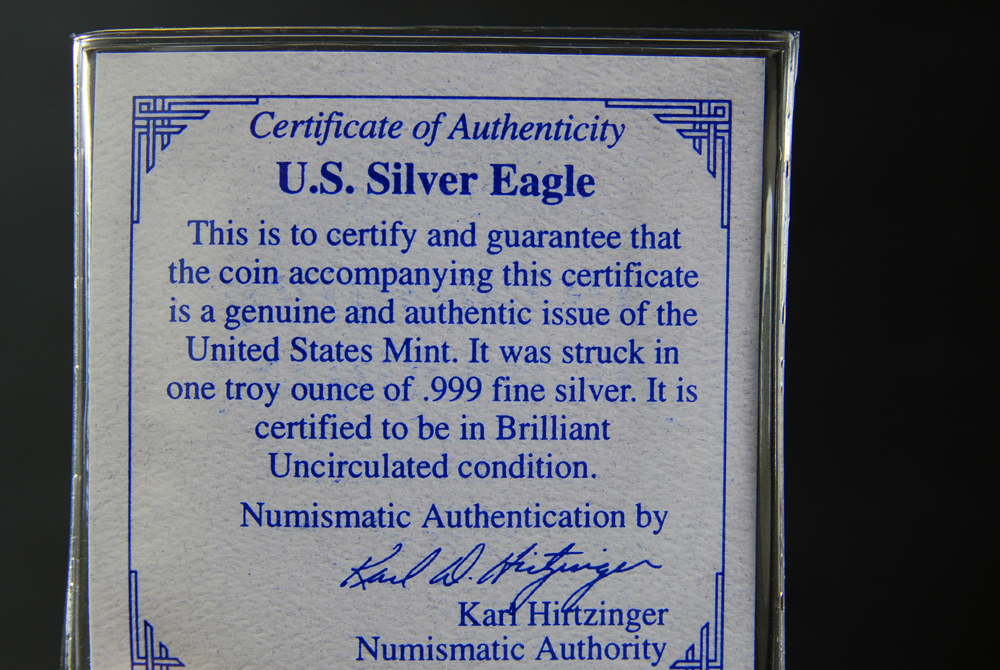 Certificate of Authenticity
U.S. Silver Eagle
This is to certify and guarantee that
the coin accompanying this certificate
is a genuine and authentic issue of the
United States Mint. It was struck in
one troy ounce of .999 fine silver. It is
certified to be in Brilliant
Uncirculated condition.
Numismatic Authentication by
Karl D. Hirtzinger
Karl Hirtzinger
Numismatic Authority